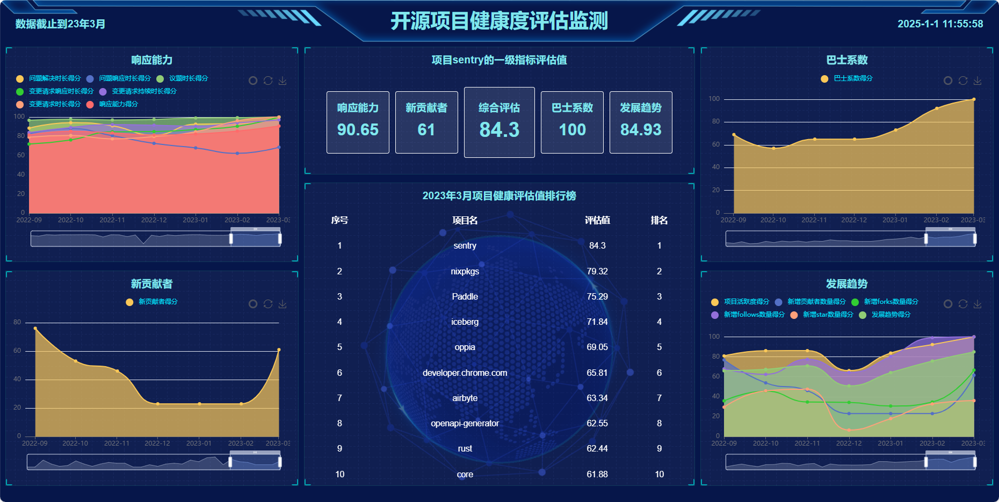 开源项目健康度评估监测
数据截止到23年3月
2025-1-1 11:55:58
响应能力
问题解决时长得分 问题响应时长得分 议题时长得分
变更请求响应时长得分 变更请求持续时长得分
变更请求时长得分 响应能力得分
100
80
60
40
20
0
2022-09 2022-10 2022-11 2022-12 2023-01 2023-02 2023-03
新贡献者
新贡献者得分
80
60
40
20
0
2022-09 2022-10 2022-11 2022-12 2023-01 2023-02 2023-03
项目sentry的一级指标评估值
响应能力 新贡献者 综合评估 巴士系数 发展趋势
90.65 61 84.3 100 84.93
2023年3月项目健康评估值排行榜
序号 项目名 评估值 排名
1 sentry 84.3 1
2 nixpkgs 79.32 2
3 Paddle 75.29 3
4 iceberg 71.84 4
5 oppia 69.05 5
6 developer.chrome.com 65.81 6
7 airbyte 63.34 7
8 openapi-generator 62.55 8
9 rust 62.44 9
10 core 61.88 10
巴士系数
巴士系数得分
100
80
60
40
20
0
2022-09 2022-10 2022-11 2022-12 2023-01 2023-02 2023-03
发展趋势
项目活跃度得分 新增贡献者数量得分 新增forks数量得分
新增follows数量得分 新增star数量得分 发展趋势得分
100
80
60
40
20
0
2022-09 2022-10 2022-11 2022-12 2023-01 2023-02 2023-03